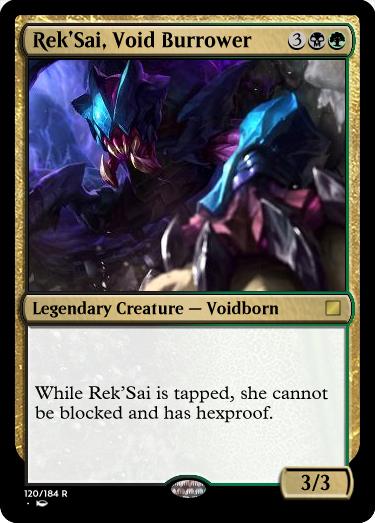 Rek'Sai, Void Burrower 3
Legendary Creature — Voidborn
While Rek'Sai is tapped, she cannot
be blocked and has hexproof.
3/3
120/184 R